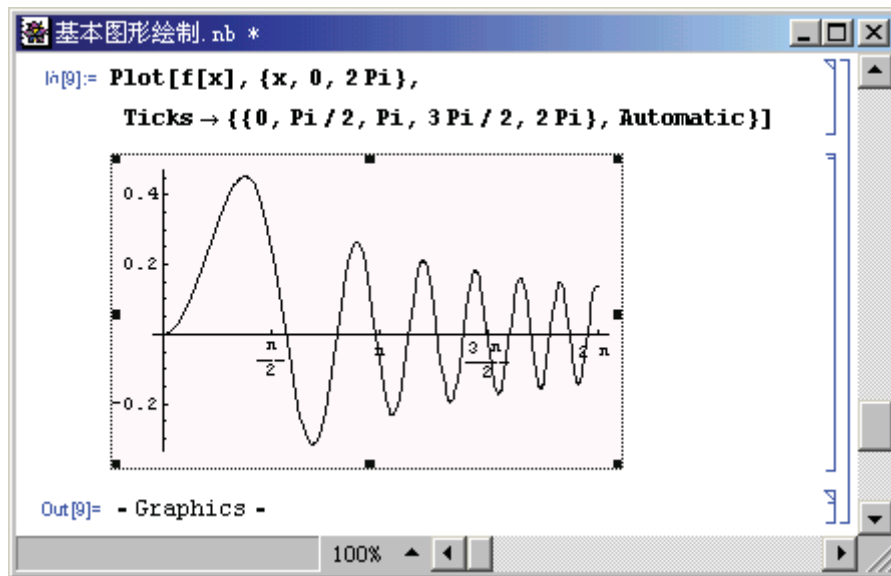 基本图形绘制.nb *
In[9]:= Plot[f[x], {x, 0, 2 Pi},
Ticks → {{0, Pi / 2, Pi, 3 Pi / 2, 2 Pi}, Automatic}]
0.4
0.2
-0.2
π
2
π
3 π
2
2 π
Out[9]= - Graphics -
100%